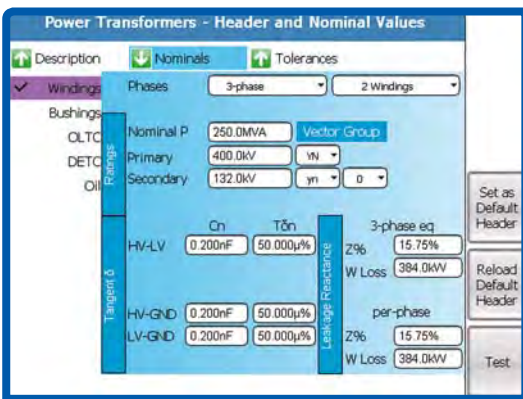 Power Transformers - Header and Nominal Values
Description Nominals Tolerances
✓ Windings
Bushings
OLTC
DETC
Oil
Phases 3-phase 2 Windings
Ratings
Nominal P 250.0MVA Vector Group
Primary 400.0kV YN
Secondary 132.0kV yn 0
Tangent δ
Cn Tδn
HV-LV 0.200nF 50.000µ%
HV-GND 0.200nF 50.000µ%
LV-GND 0.200nF 50.000µ%
Leakage Reactance
3-phase eq
Z% 15.75%
W Loss 384.0kW
per-phase
Z% 15.75%
W Loss 384.0kW
Set as
Default
Header
Reload
Default
Header
Test